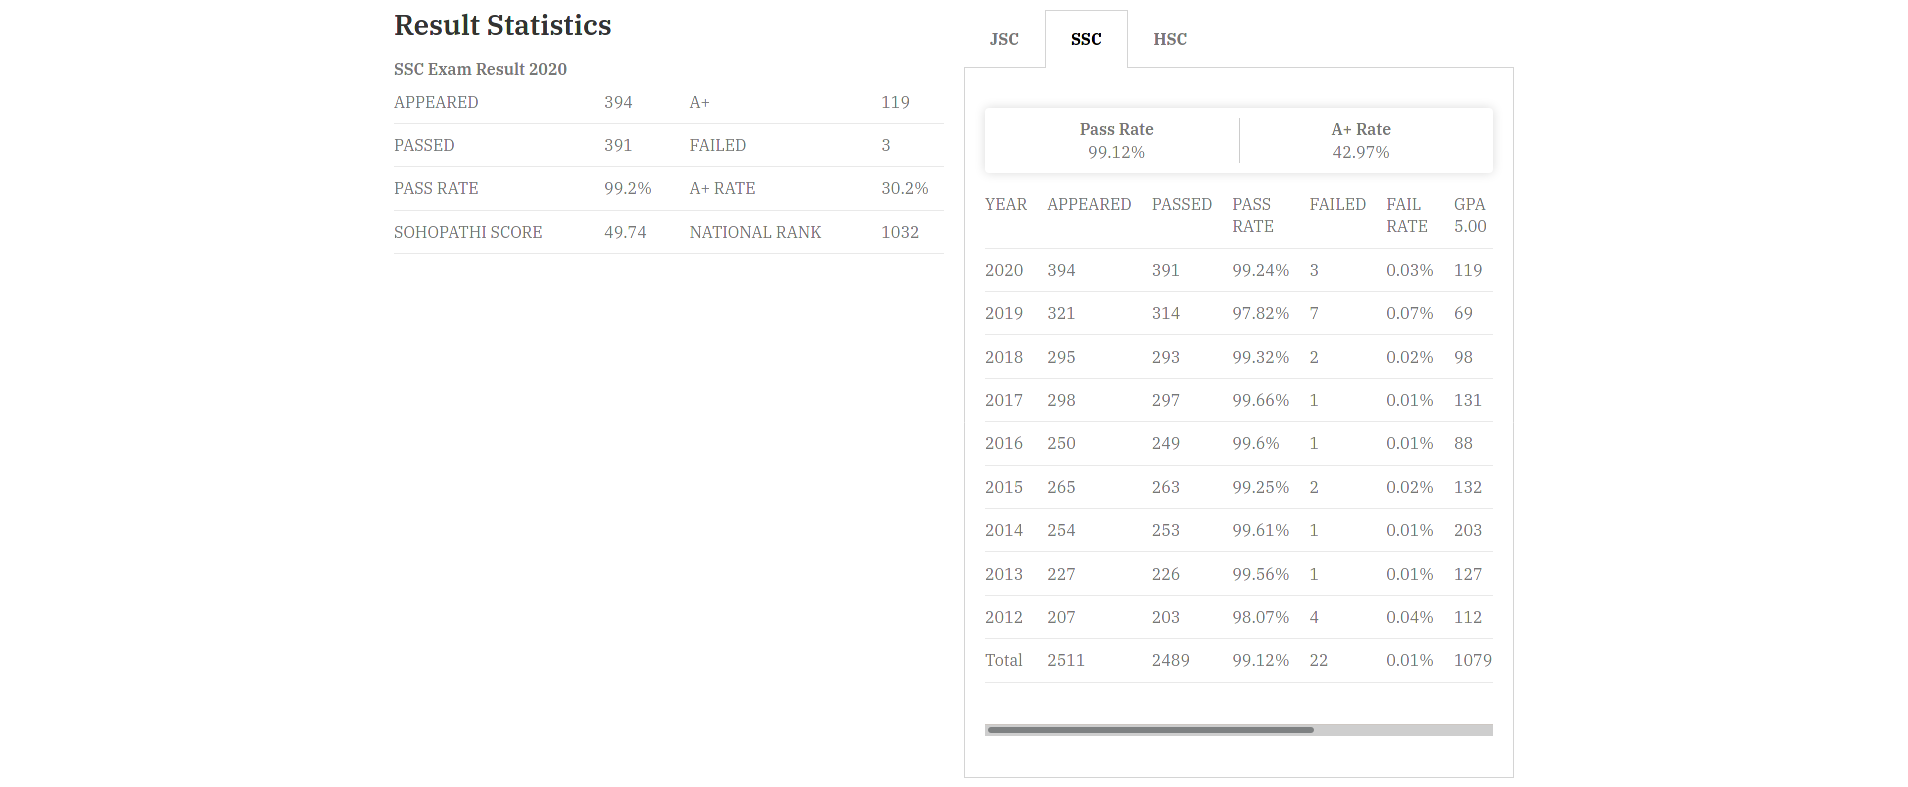 Result Statistics
SSC Exam Result 2020
APPEARED 394 A+ 119
PASSED 391 FAILED 3
PASS RATE 99.2% A+ RATE 30.2%
SOHOPATHI SCORE 49.74 NATIONAL RANK 1032
JSC SSC HSC
Pass Rate A+ Rate
99.12% 42.97%
YEAR APPEARED PASSED PASS FAILED FAIL GPA
RATE RATE 5.00
2020 394 391 99.24% 3 0.03% 119
2019 321 314 97.82% 7 0.07% 69
2018 295 293 99.32% 2 0.02% 98
2017 298 297 99.66% 1 0.01% 131
2016 250 249 99.6% 1 0.01% 88
2015 265 263 99.25% 2 0.02% 132
2014 254 253 99.61% 1 0.01% 203
2013 227 226 99.56% 1 0.01% 127
2012 207 203 98.07% 4 0.04% 112
Total 2511 2489 99.12% 22 0.01% 1079